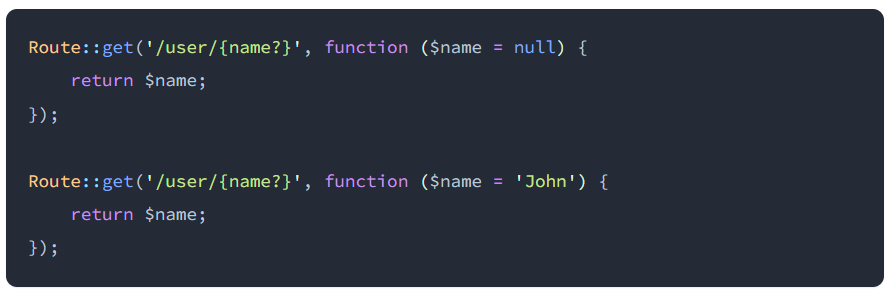 Route::get('/user/{name?}', function ($name = null) {
    return $name;
});

Route::get('/user/{name?}', function ($name = 'John') {
    return $name;
});